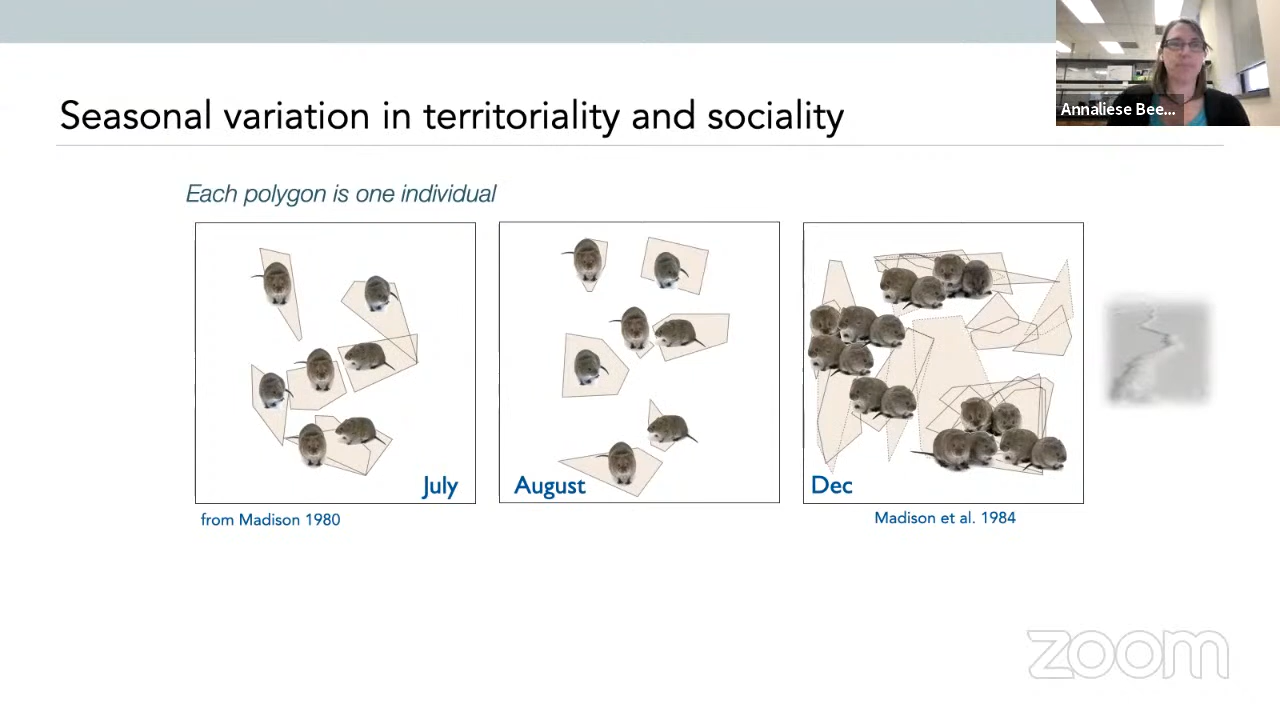 Annaliese Bee...
Seasonal variation in territoriality and sociality
Each polygon is one individual
July
August
Dec
from Madison 1980
Madison et al. 1984
zoom